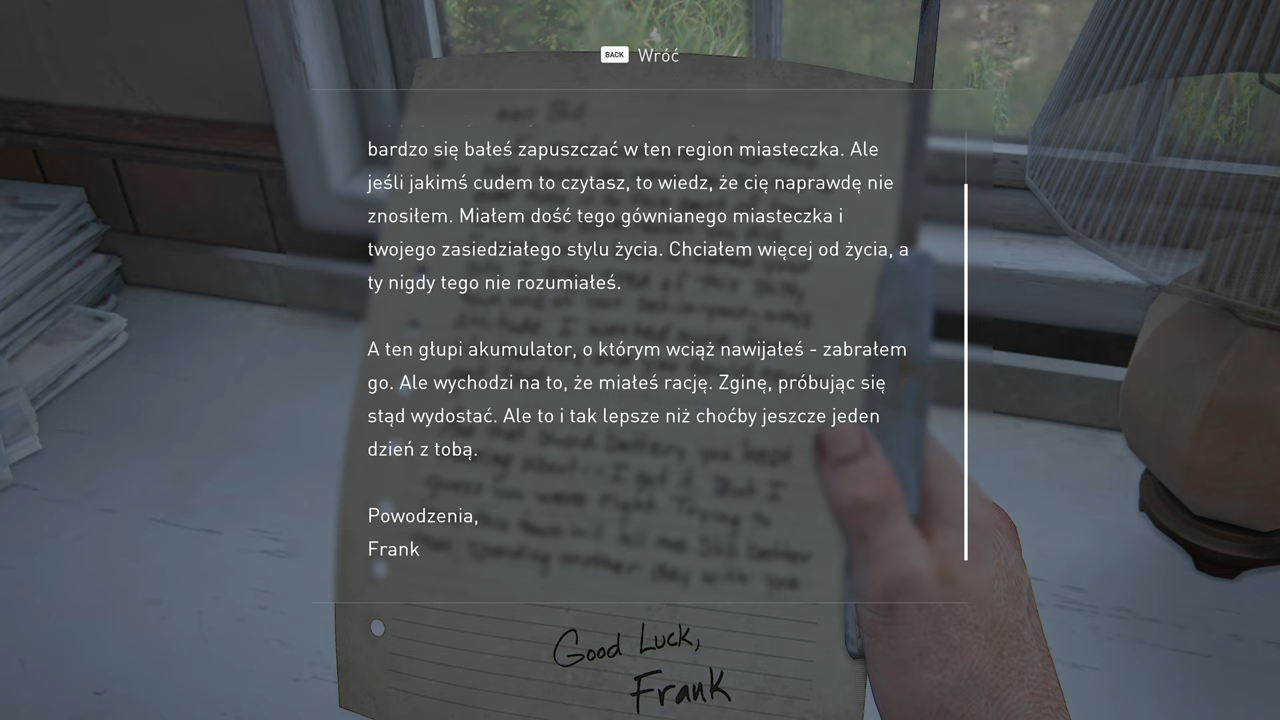 BACK Wróć
bardzo się bałeś zapuszczać w ten region miasteczka. Ale
jeśli jakimś cudem to czytasz, to wiedz, że cię naprawdę nie
znosiłem. Miałem dość tego gównianego miasteczka i
twojego zasiedziałego stylu życia. Chciałem więcej od życia, a
ty nigdy tego nie rozumiałeś.
A ten głupi akumulator, o którym wciąż nawijałeś - zabrałem
go. Ale wychodzi na to, że miałeś rację. Zginę, próbując się
stąd wydostać. Ale to i tak lepsze niż choćby jeszcze jeden
dzień z tobą.
Powodzenia,
Frank
Good Luck,
Frank